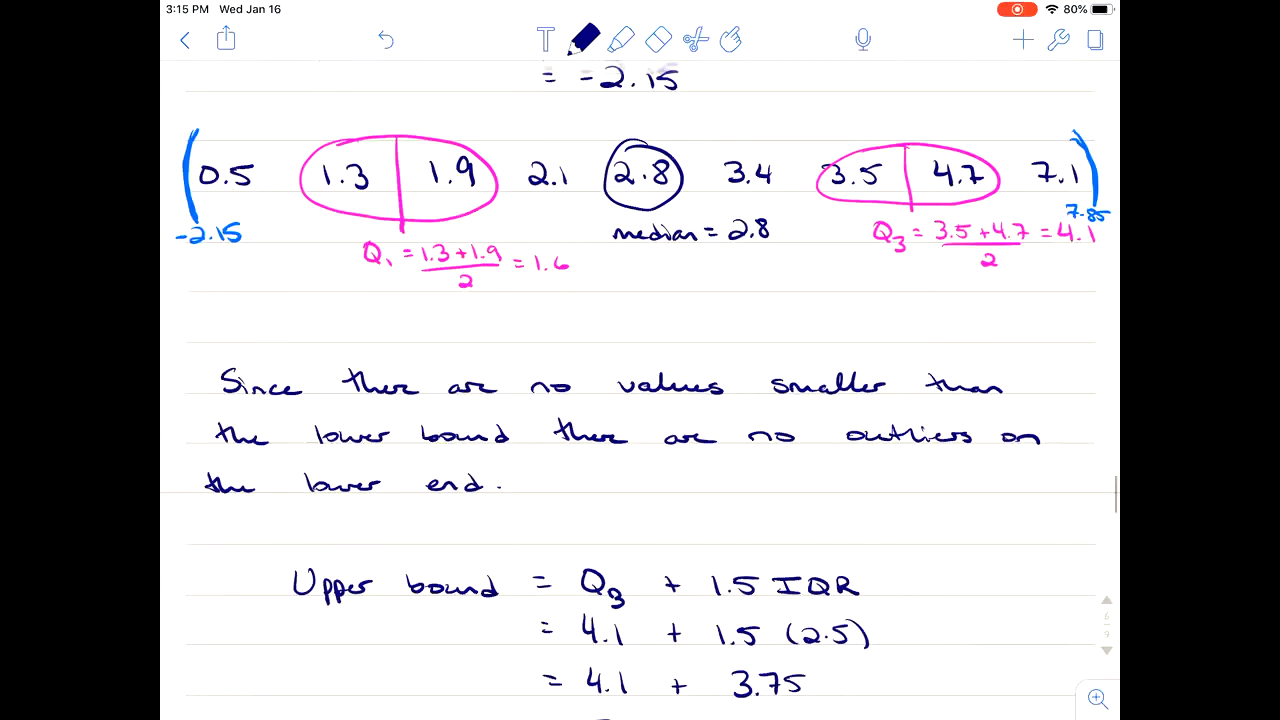 3:15 PM Wed Jan 16
80%
T
= -2.15
0.5 1.3 1.9 2.1 2.8 3.4 3.5 4.7 7.1
-2.15
7.85
median = 2.8
Q₁ = (1.3+1.9)/2 = 1.6
Q₃ = (3.5+4.7)/2 = 4.1
Since there are no values smaller than
the lower bound there are no outliers on
the lower end.
Upper bound = Q₃ + 1.5 IQR
= 4.1 + 1.5 (2.5)
= 4.1 + 3.75
6
9